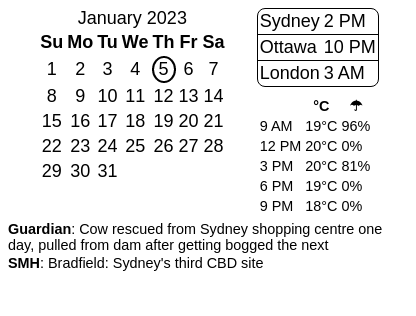 January 2023
Su Mo Tu We Th Fr Sa
1 2 3 4 5 6 7
8 9 10 11 12 13 14
15 16 17 18 19 20 21
22 23 24 25 26 27 28
29 30 31
Sydney 2 PM
Ottawa 10 PM
London 3 AM
°C ☂
9 AM 19°C 96%
12 PM 20°C 0%
3 PM 20°C 81%
6 PM 19°C 0%
9 PM 18°C 0%
Guardian: Cow rescued from Sydney shopping centre one
day, pulled from dam after getting bogged the next
SMH: Bradfield: Sydney's third CBD site